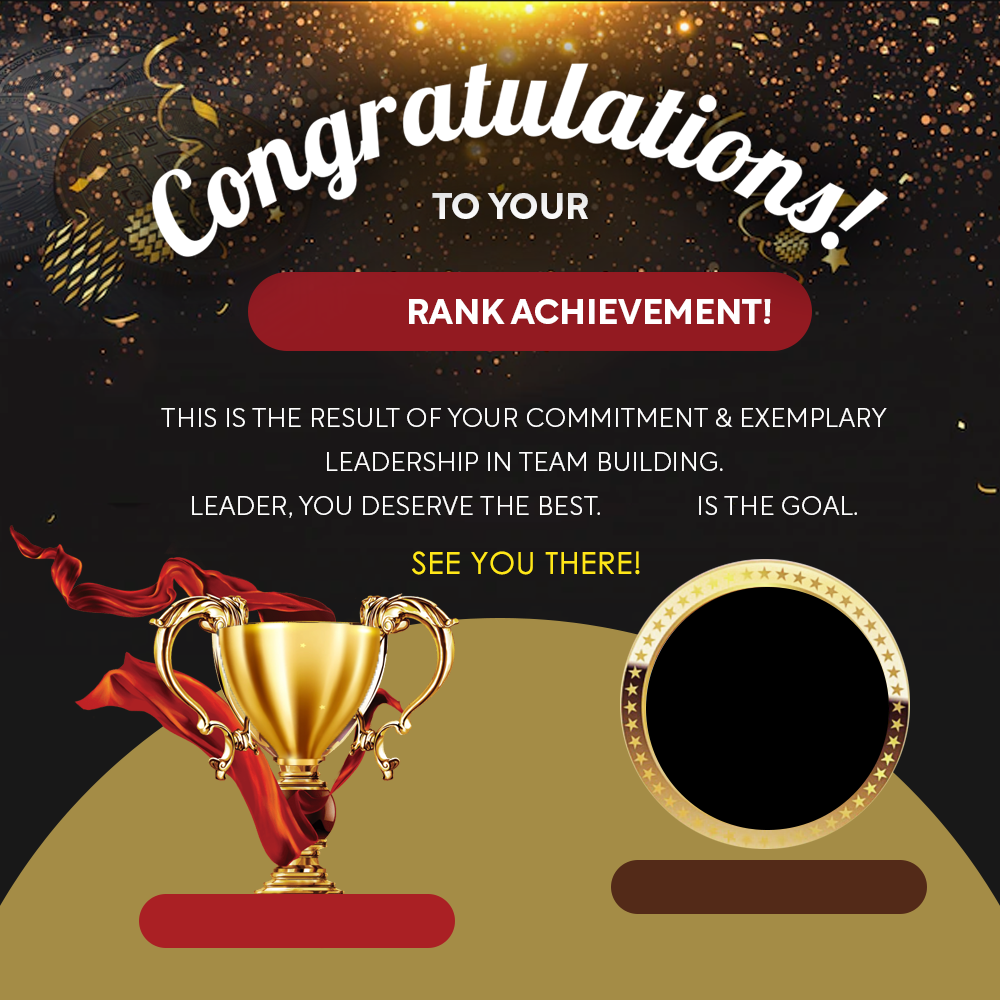 Congratulations!
TO YOUR
RANK ACHIEVEMENT!
THIS IS THE RESULT OF YOUR COMMITMENT & EXEMPLARY
LEADERSHIP IN TEAM BUILDING.
LEADER, YOU DESERVE THE BEST. IS THE GOAL.
SEE YOU THERE!